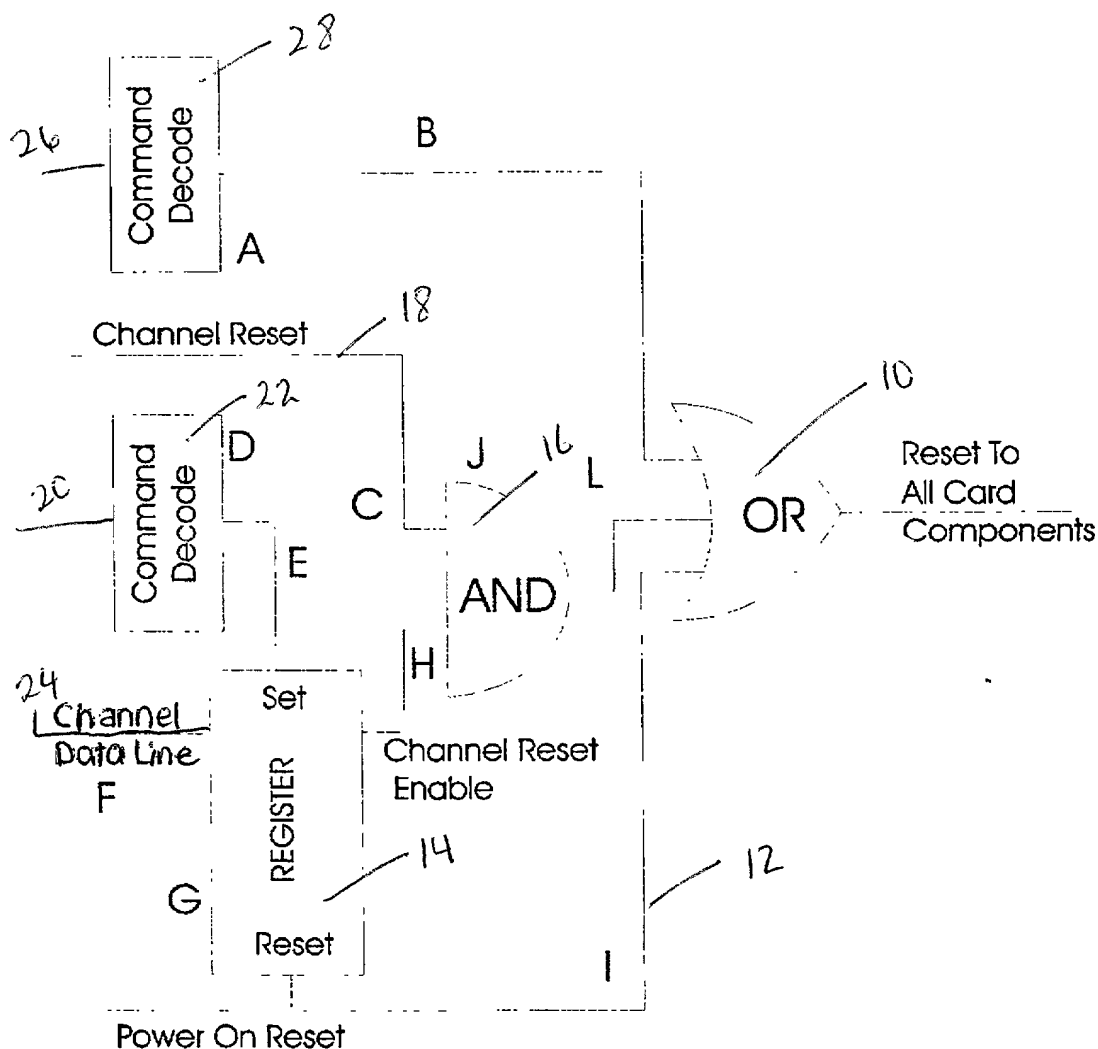 28
Command
Decode
26
B
A
18
Channel Reset
10
22
D
J
16
L
Reset To
All Card
Components
20
Command
Decode
C
OR
E
AND
H
24
Channel
Data Line
Set
Channel Reset
Enable
F
REGISTER
14
12
G
Reset
I
Power On Reset